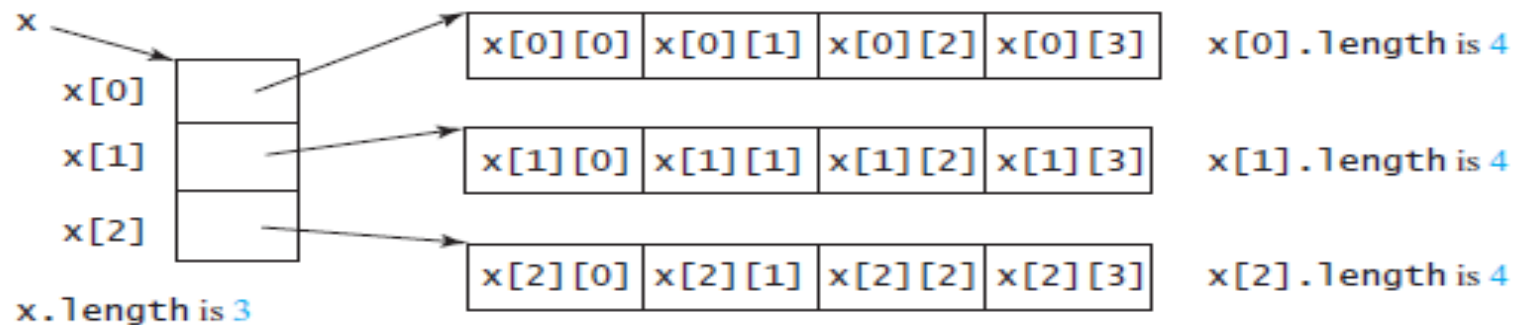 x
x[0][0] x[0][1] x[0][2] x[0][3] x[0].length is 4
x[0]
x[1]
x[1][0] x[1][1] x[1][2] x[1][3] x[1].length is 4
x[2]
x[2][0] x[2][1] x[2][2] x[2][3] x[2].length is 4
x.length is 3